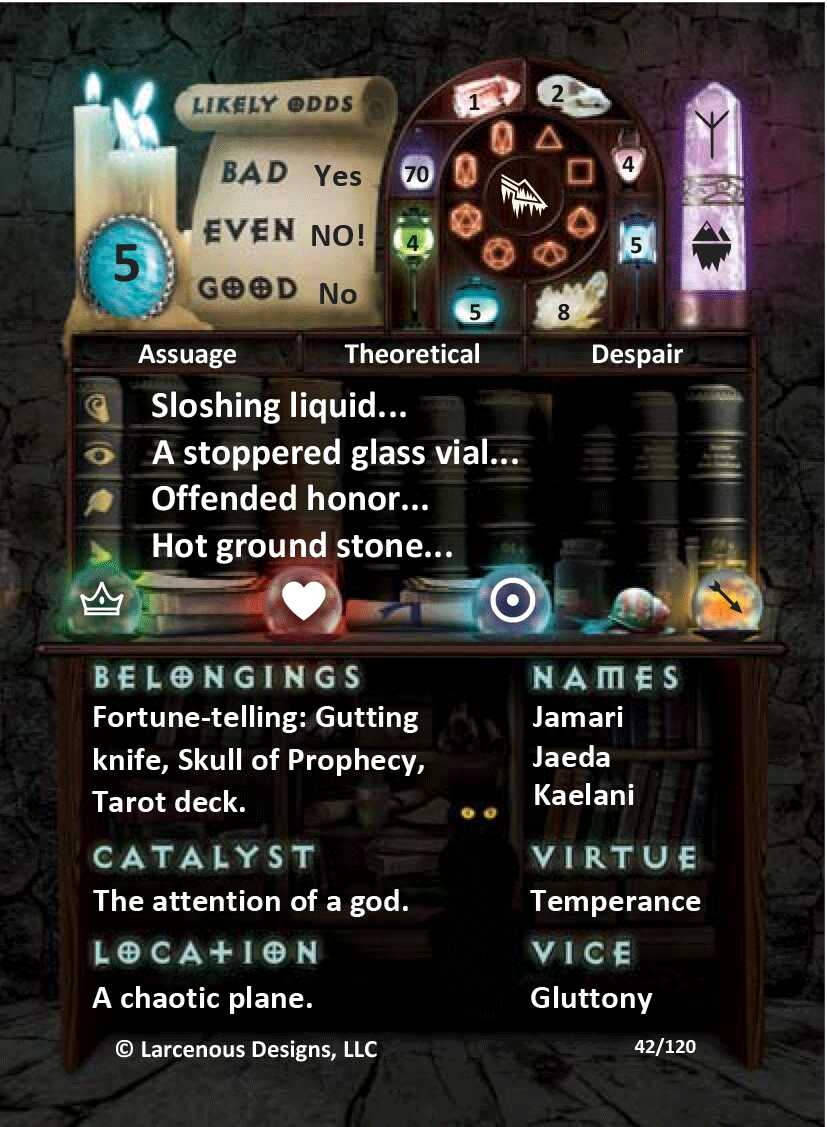 LIKELY ODDS
BAD Yes
EVEN NO!
GOOD No
5
1
2
70
4
4
5
5
8
Assuage Theoretical Despair
Sloshing liquid...
A stoppered glass vial...
Offended honor...
Hot ground stone...
BELONGINGS
Fortune-telling: Gutting
knife, Skull of Prophecy,
Tarot deck.
NAMES
Jamari
Jaeda
Kaelani
CATALYST
The attention of a god.
VIRTUE
Temperance
LOCATION
A chaotic plane.
VICE
Gluttony
© Larcenous Designs, LLC
42/120